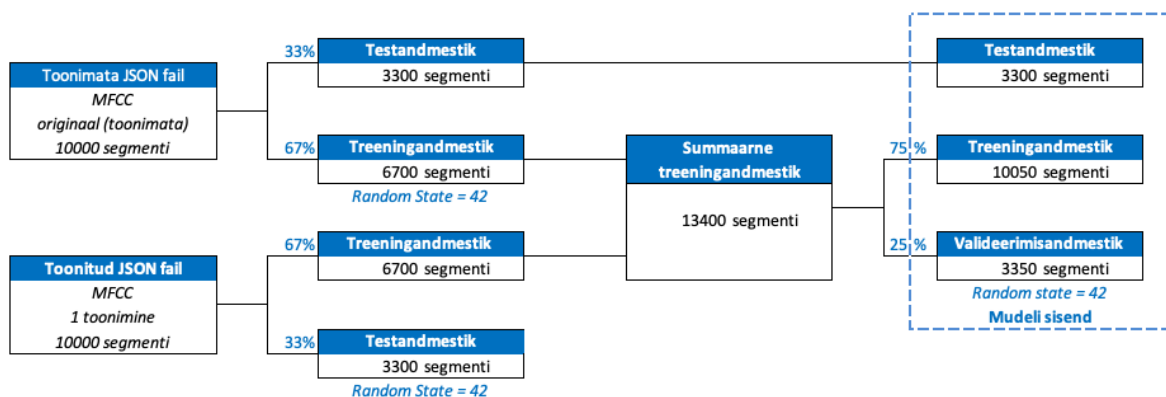 Toonimata JSON fail
MFCC
originaal (toonimata)
10000 segmenti
33%
Testandmestik
3300 segmenti
67%
Treeningandmestik
6700 segmenti
Random State = 42
Toonitud JSON fail
MFCC
1 toonimine
10000 segmenti
67%
Treeningandmestik
6700 segmenti
33%
Testandmestik
3300 segmenti
Random State = 42
Summaarne
treeningandmestik
13400 segmenti
Testandmestik
3300 segmenti
75 %
Treeningandmestik
10050 segmenti
25 %
Valideerimisandmestik
3350 segmenti
Random state = 42
Mudeli sisend